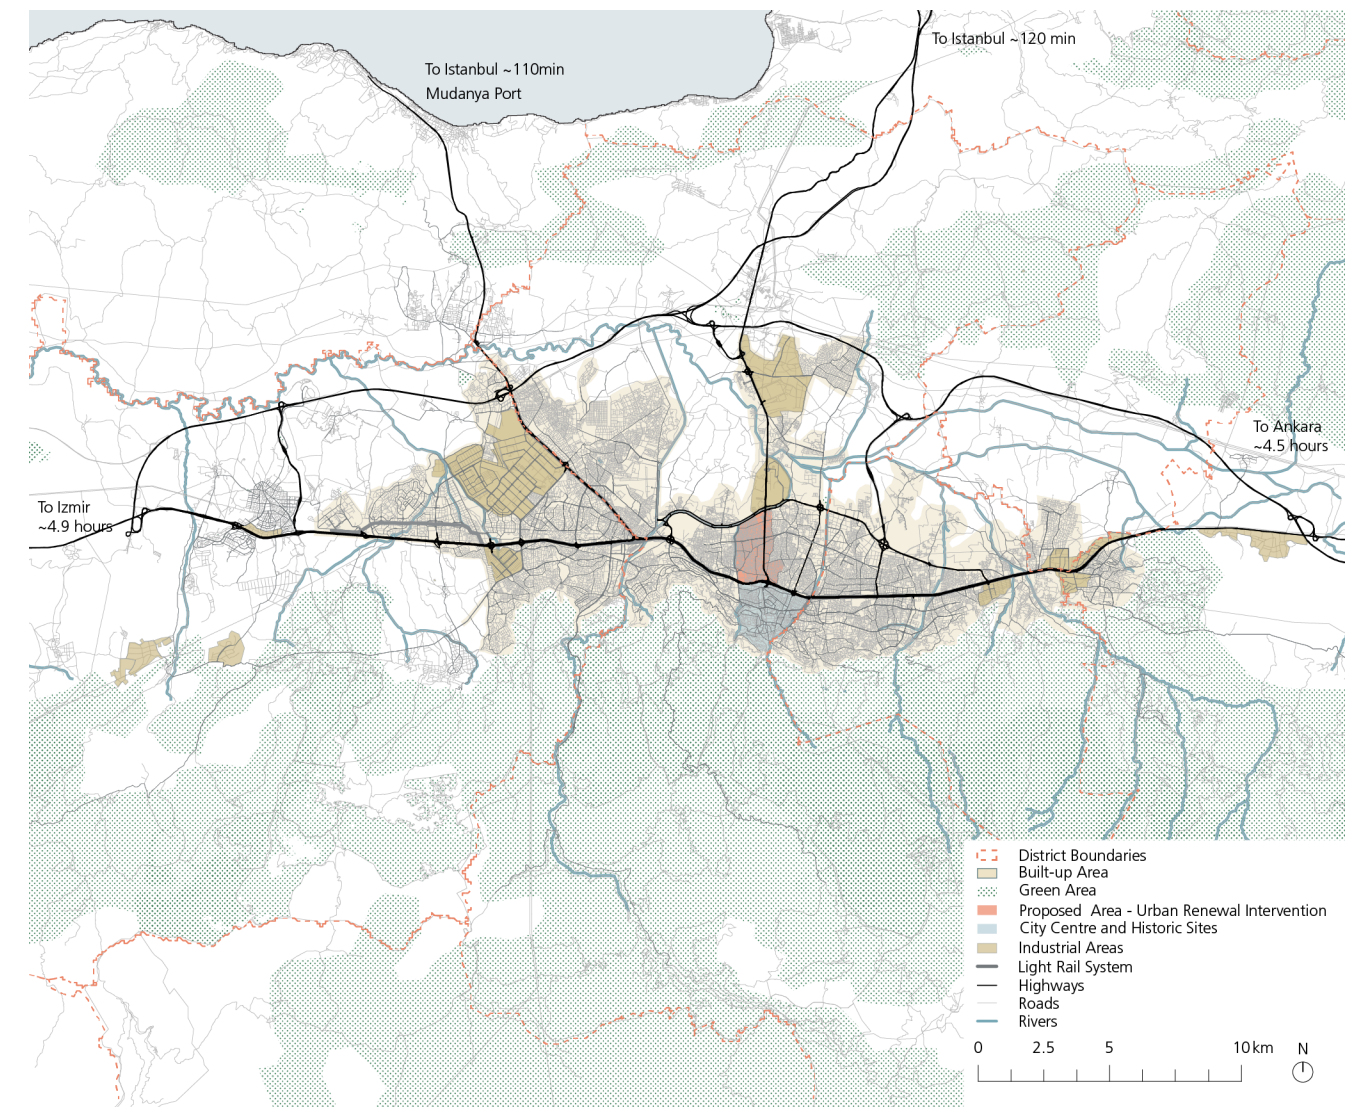 To Istanbul ~120 min
To Istanbul ~110min
Mudanya Port
To Ankara
~4.5 hours
To Izmir
~4.9 hours
District Boundaries
Built-up Area
Green Area
Proposed Area - Urban Renewal Intervention
City Centre and Historic Sites
Industrial Areas
Light Rail System
Highways
Roads
Rivers
0 2.5 5 10 km N